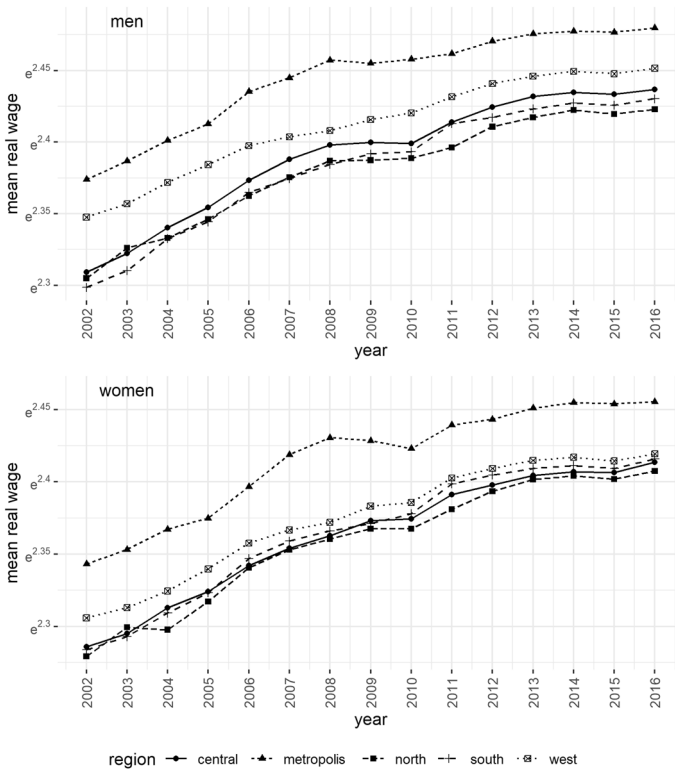 men
mean real wage
e^2.45
e^2.4
e^2.35
e^2.3
2002 2003 2004 2005 2006 2007 2008 2009 2010 2011 2012 2013 2014 2015 2016
year
women
mean real wage
e^2.45
e^2.4
e^2.35
e^2.3
2002 2003 2004 2005 2006 2007 2008 2009 2010 2011 2012 2013 2014 2015 2016
year
region central metropolis north south west